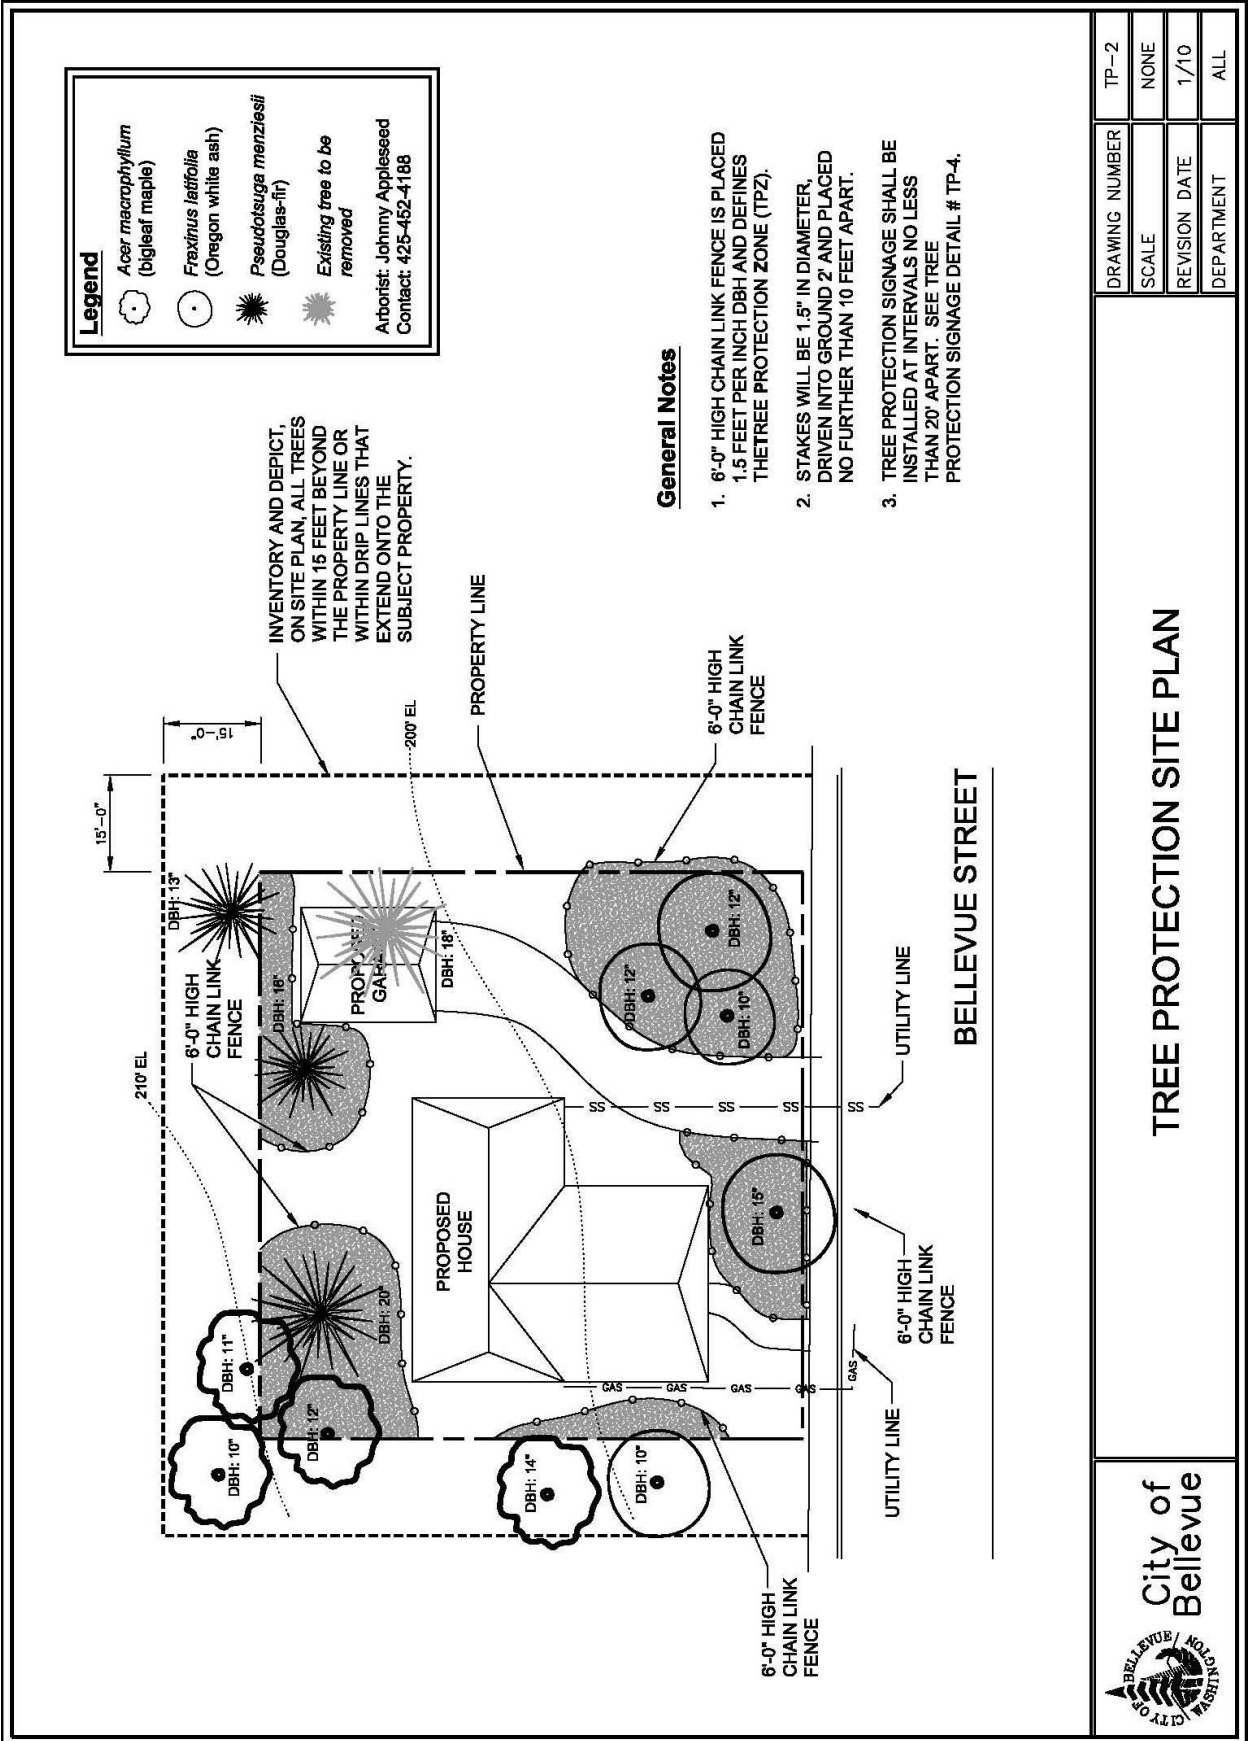 Legend
Acer macrophyllum
(bigleaf maple)
Fraxinus latifolia
(Oregon white ash)
Pseudotsuga menziesii
(Douglas-fir)
Existing tree to be
removed
Arborist: Johnny Appleseed
Contact: 425-452-4188
INVENTORY AND DEPICT,
ON SITE PLAN, ALL TREES
WITHIN 15 FEET BEYOND
THE PROPERTY LINE OR
WITHIN DRIP LINES THAT
EXTEND ONTO THE
SUBJECT PROPERTY.
PROPERTY LINE
6'-0" HIGH
CHAIN LINK
FENCE
General Notes
1. 6'-0" HIGH CHAIN LINK FENCE IS PLACED
1.5 FEET PER INCH DBH AND DEFINES
THETREE PROTECTION ZONE (TPZ).
2. STAKES WILL BE 1.5" IN DIAMETER,
DRIVEN INTO GROUND 2' AND PLACED
NO FURTHER THAN 10 FEET APART.
3. TREE PROTECTION SIGNAGE SHALL BE
INSTALLED AT INTERVALS NO LESS
THAN 20' APART. SEE TREE
PROTECTION SIGNAGE DETAIL # TP-4.
15'-0"
15'-0"
210' EL
200' EL
6'-0" HIGH
CHAIN LINK
FENCE
DBH: 13"
DBH: 16"
DBH: 18"
PROPOSED
DBH: 11"
DBH: 10"
DBH: 12"
DBH: 20"
PROPOSED
HOUSE
DBH: 14"
DBH: 10"
DBH: 15"
DBH: 12"
DBH: 12"
DBH: 10"
SS SS SS SS SS
GAS GAS GAS GAS GAS
6'-0" HIGH
CHAIN LINK
FENCE
UTILITY LINE
6'-0" HIGH
CHAIN LINK
FENCE
UTILITY LINE
BELLEVUE STREET
CITY OF BELLEVUE
WASHINGTON
City of
Bellevue
TREE PROTECTION SITE PLAN
DRAWING NUMBER TP-2
SCALE NONE
REVISION DATE 1/10
DEPARTMENT ALL